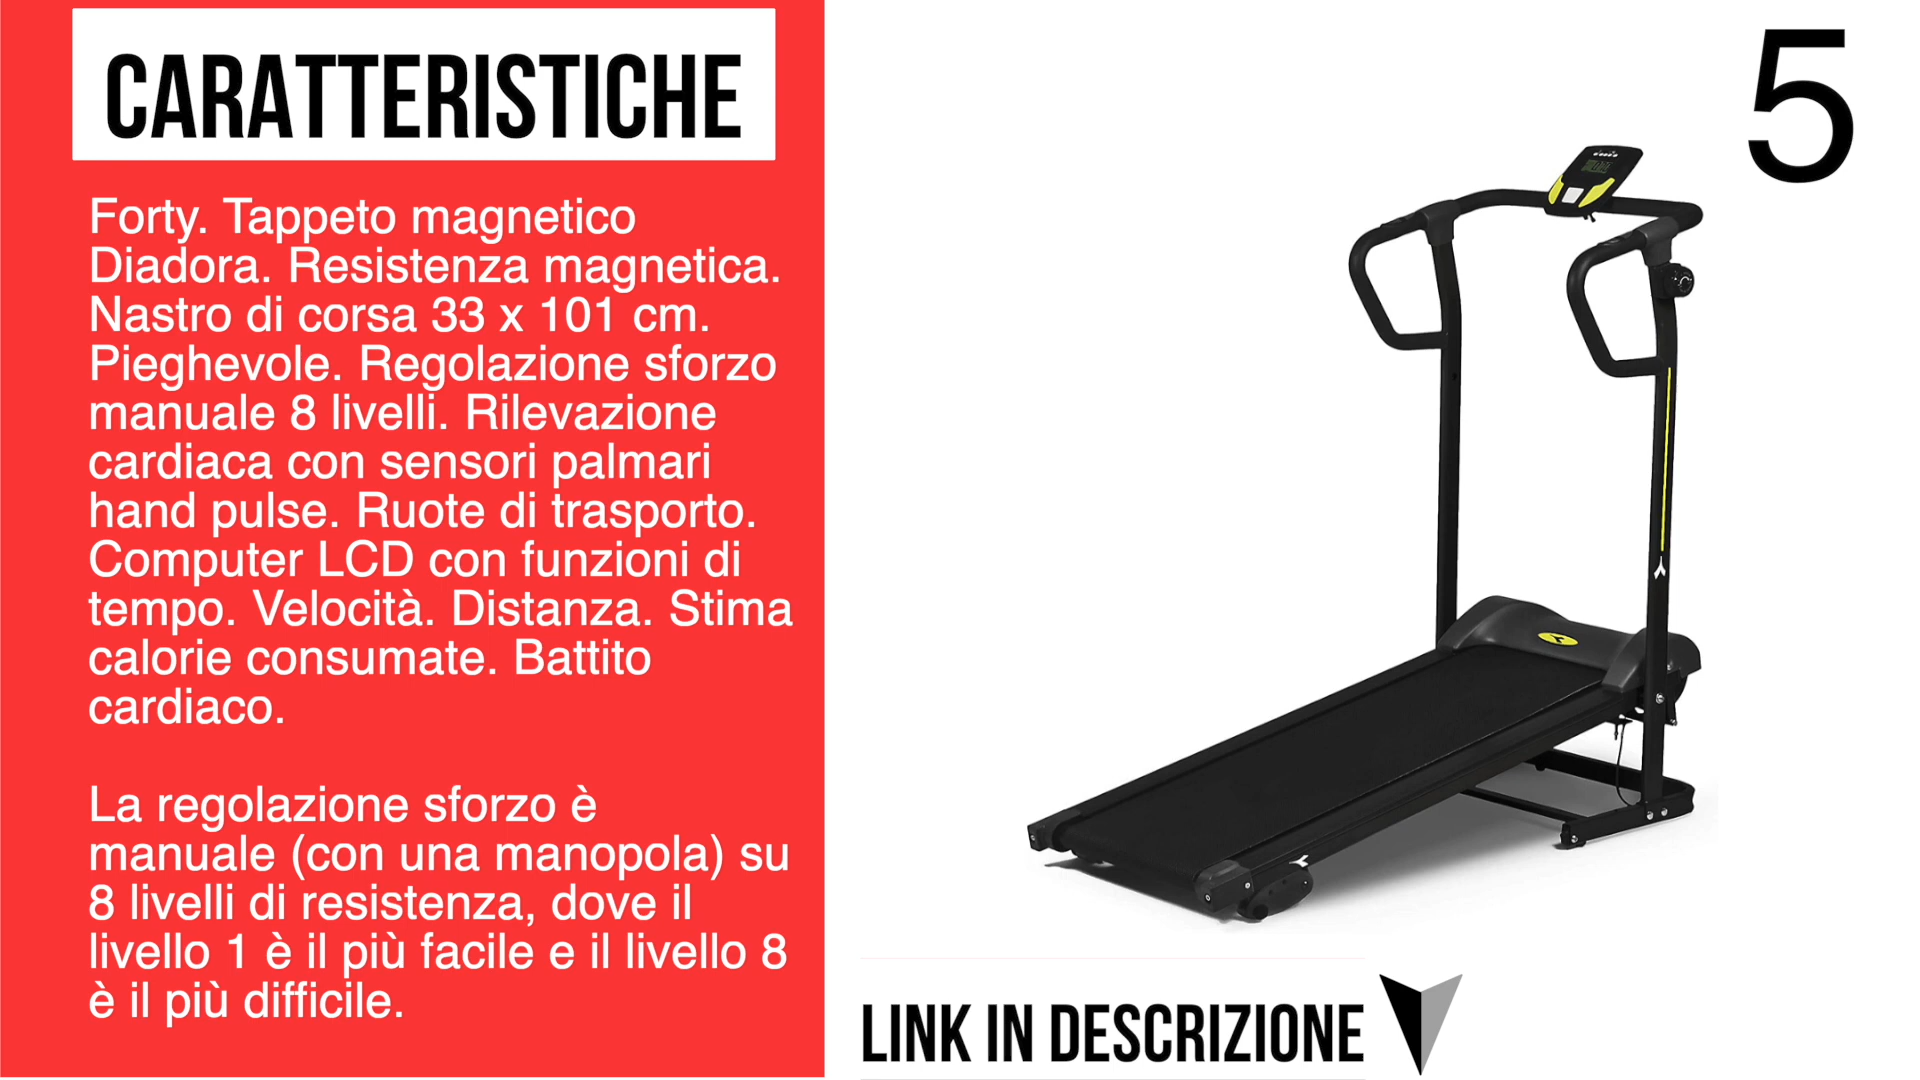 CARATTERISTICHE
5
Forty. Tappeto magnetico
Diadora. Resistenza magnetica.
Nastro di corsa 33 x 101 cm.
Pieghevole. Regolazione sforzo
manuale 8 livelli. Rilevazione
cardiaca con sensori palmari
hand pulse. Ruote di trasporto.
Computer LCD con funzioni di
tempo. Velocità. Distanza. Stima
calorie consumate. Battito
cardiaco.
La regolazione sforzo è
manuale (con una manopola) su
8 livelli di resistenza, dove il
livello 1 è il più facile e il livello 8
è il più difficile.
LINK IN DESCRIZIONE